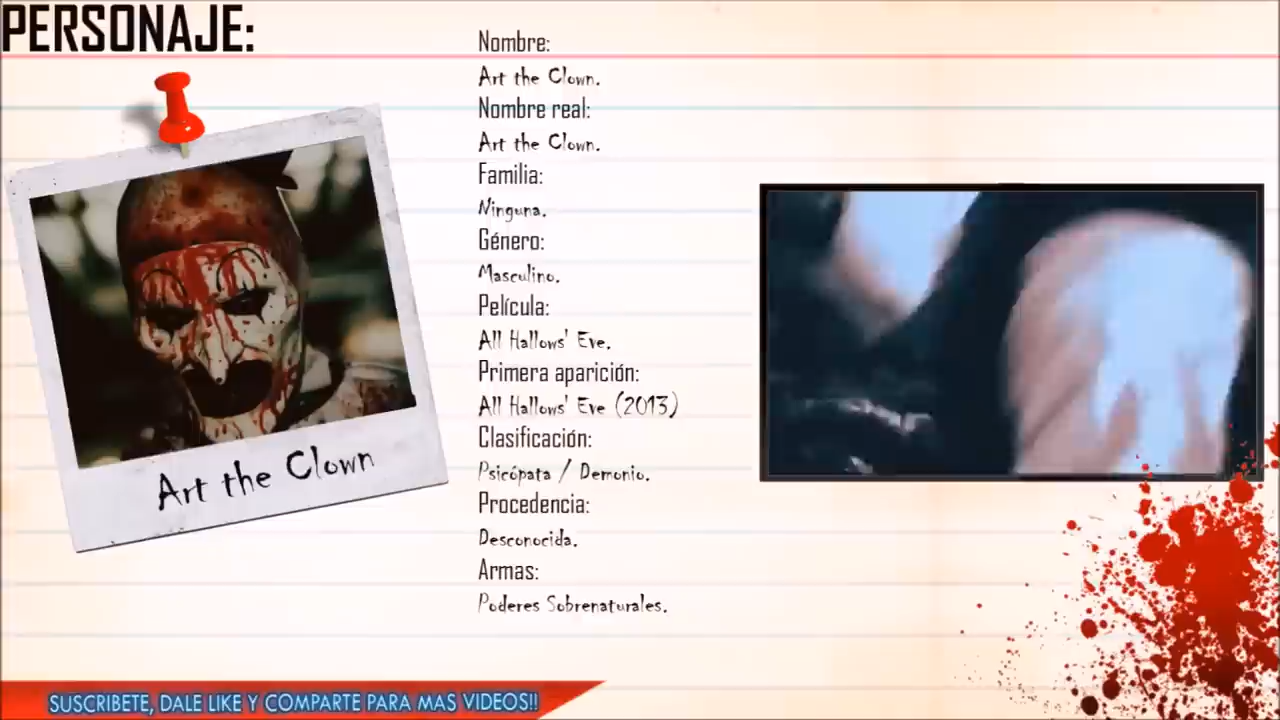 PERSONAJE:
Nombre:
Art the Clown.
Nombre real:
Art the Clown.
Familia:
Ninguna.
Género:
Masculino.
Película:
All Hallows' Eve.
Primera aparición:
All Hallows' Eve (2013)
Clasificación:
Psicópata / Demonio.
Procedencia:
Desconocida.
Armas:
Poderes Sobrenaturales.
Art the Clown
SUSCRIBETE, DALE LIKE Y COMPARTE PARA MAS VIDEOS!!